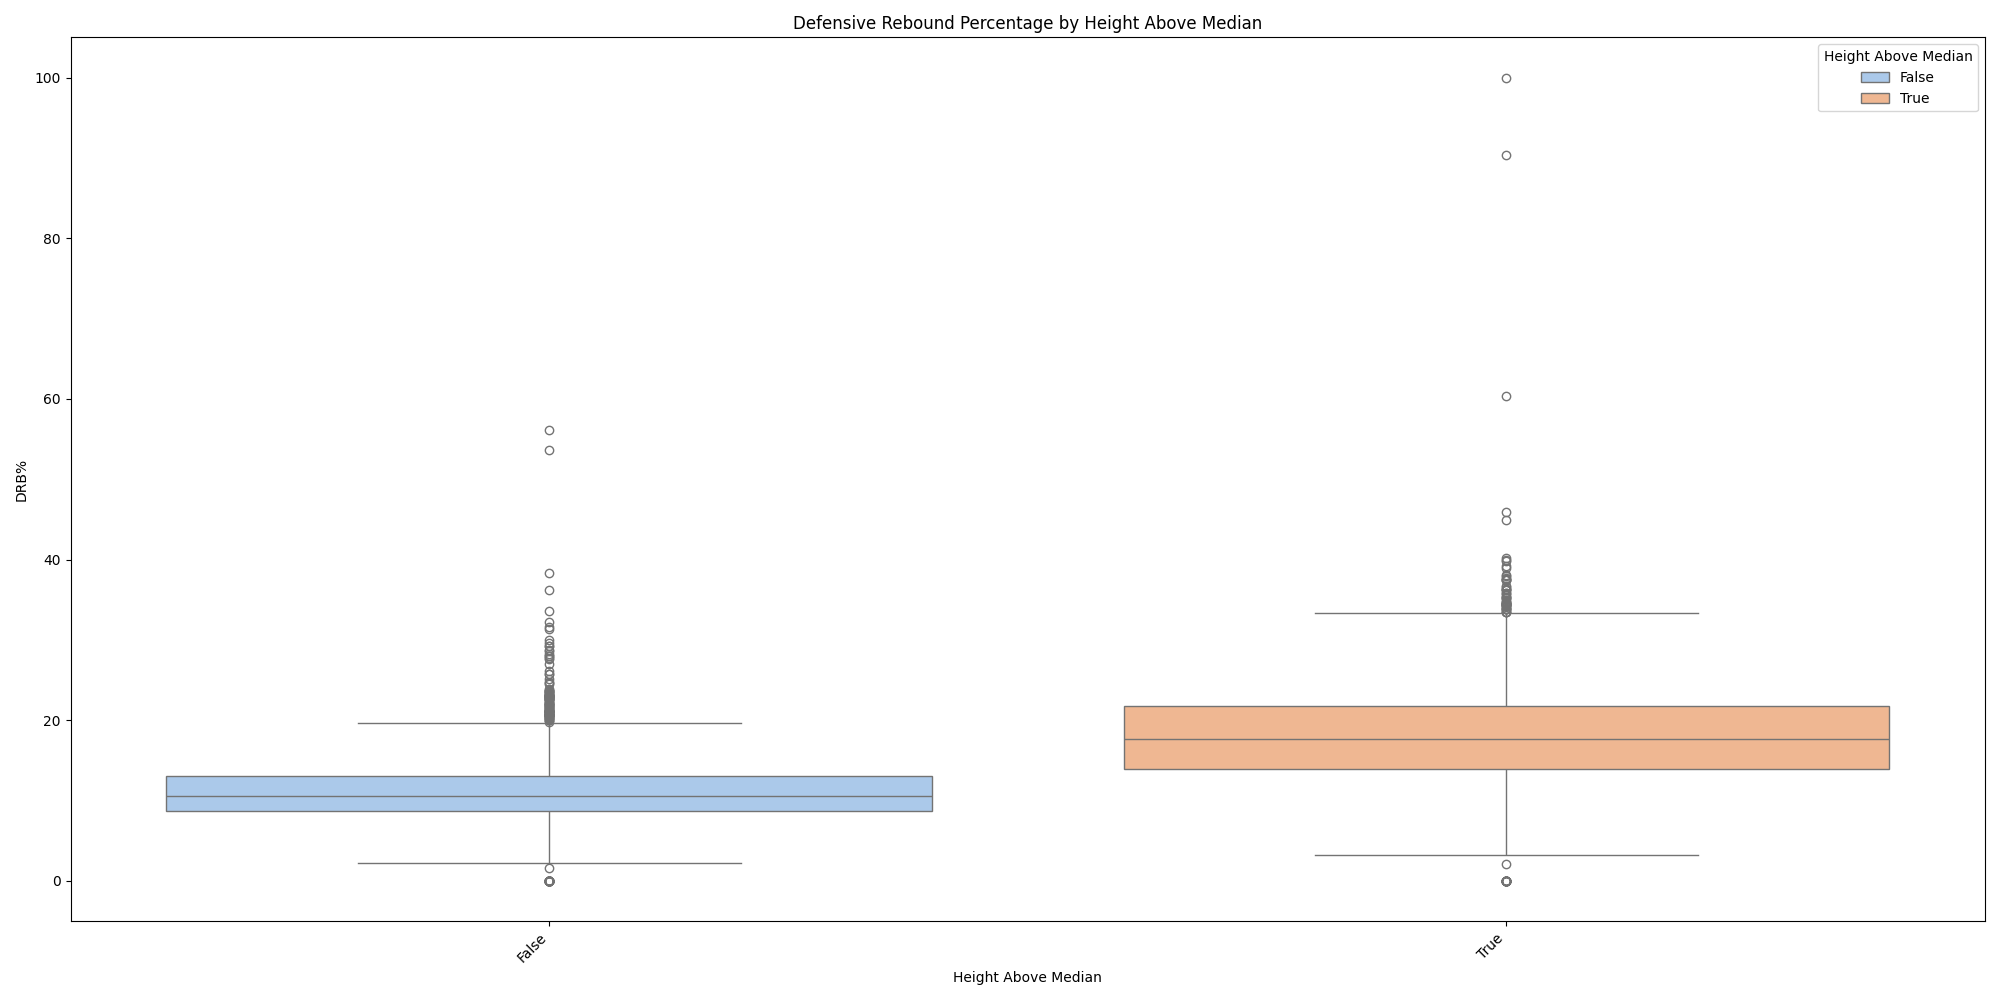 Defensive Rebound Percentage by Height Above Median
Height Above Median
False
True
100
80
60
40
20
0
DRB%
False
True
Height Above Median